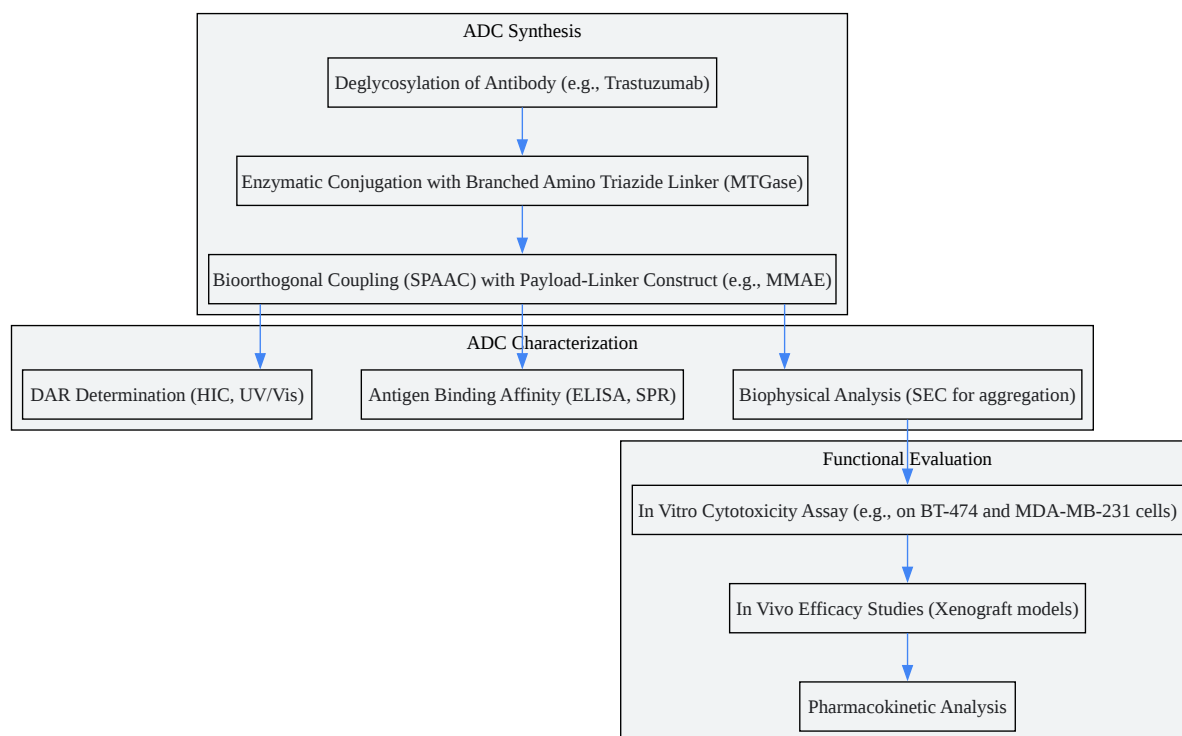 ADC Synthesis
Deglycosylation of Antibody (e.g., Trastuzumab)
Enzymatic Conjugation with Branched Amino Triazide Linker (MTGase)
Bioorthogonal Coupling (SPAAC) with Payload-Linker Construct (e.g., MMAE)
ADC Characterization
DAR Determination (HIC, UV/Vis)
Antigen Binding Affinity (ELISA, SPR)
Biophysical Analysis (SEC for aggregation)
Functional Evaluation
In Vitro Cytotoxicity Assay (e.g., on BT-474 and MDA-MB-231 cells)
In Vivo Efficacy Studies (Xenograft models)
Pharmacokinetic Analysis